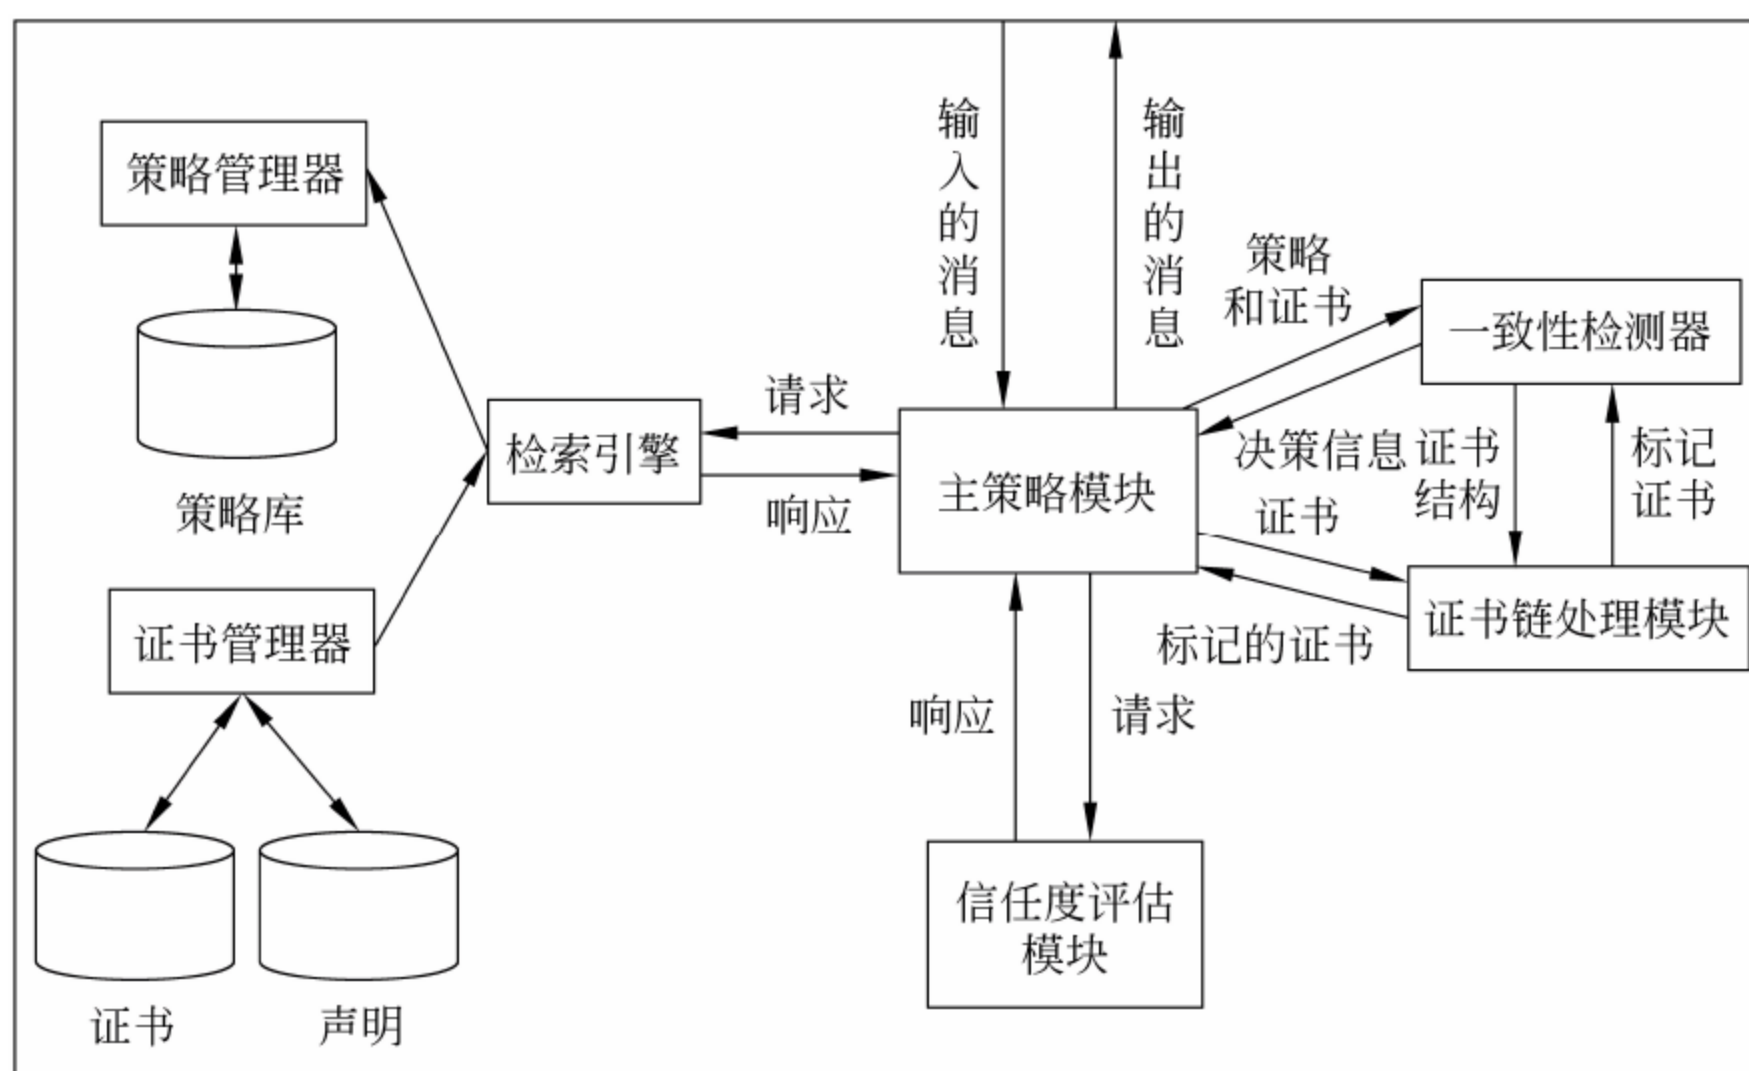 输入的消息
输出的消息
策略管理器
策略库
策略
和证书
一致性检测器
请求
检索引擎
响应
主策略模块
决策信息
证书
结构
标记
证书
证书
证书管理器
标记的证书
证书链处理模块
响应
请求
信任度评估
模块
证书
声明